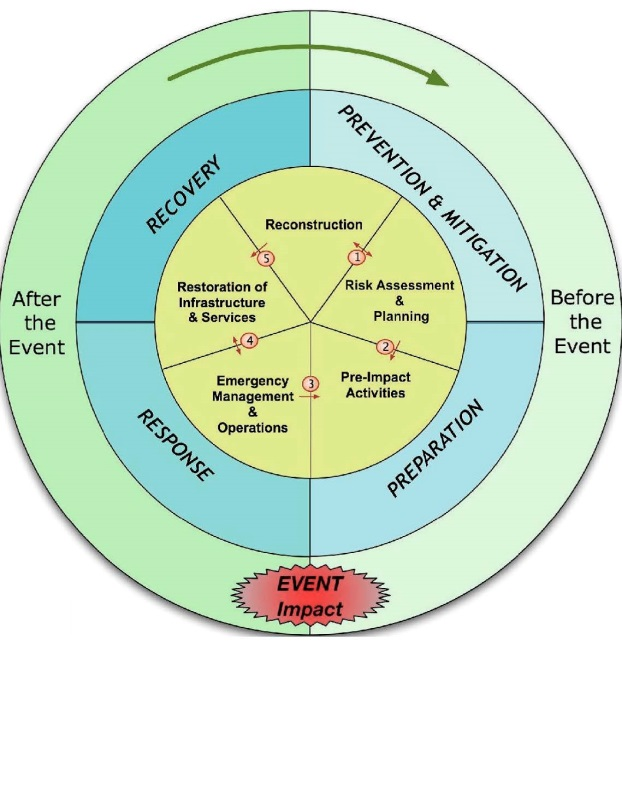 RECOVERY
PREVENTION & MITIGATION
Reconstruction
5
1
Restoration of
Infrastructure
& Services
Risk Assessment
&
Planning
After
the
Event
Before
the
Event
4
2
3
Emergency
Management
&
Operations
Pre-Impact
Activities
RESPONSE
PREPARATION
EVENT
Impact